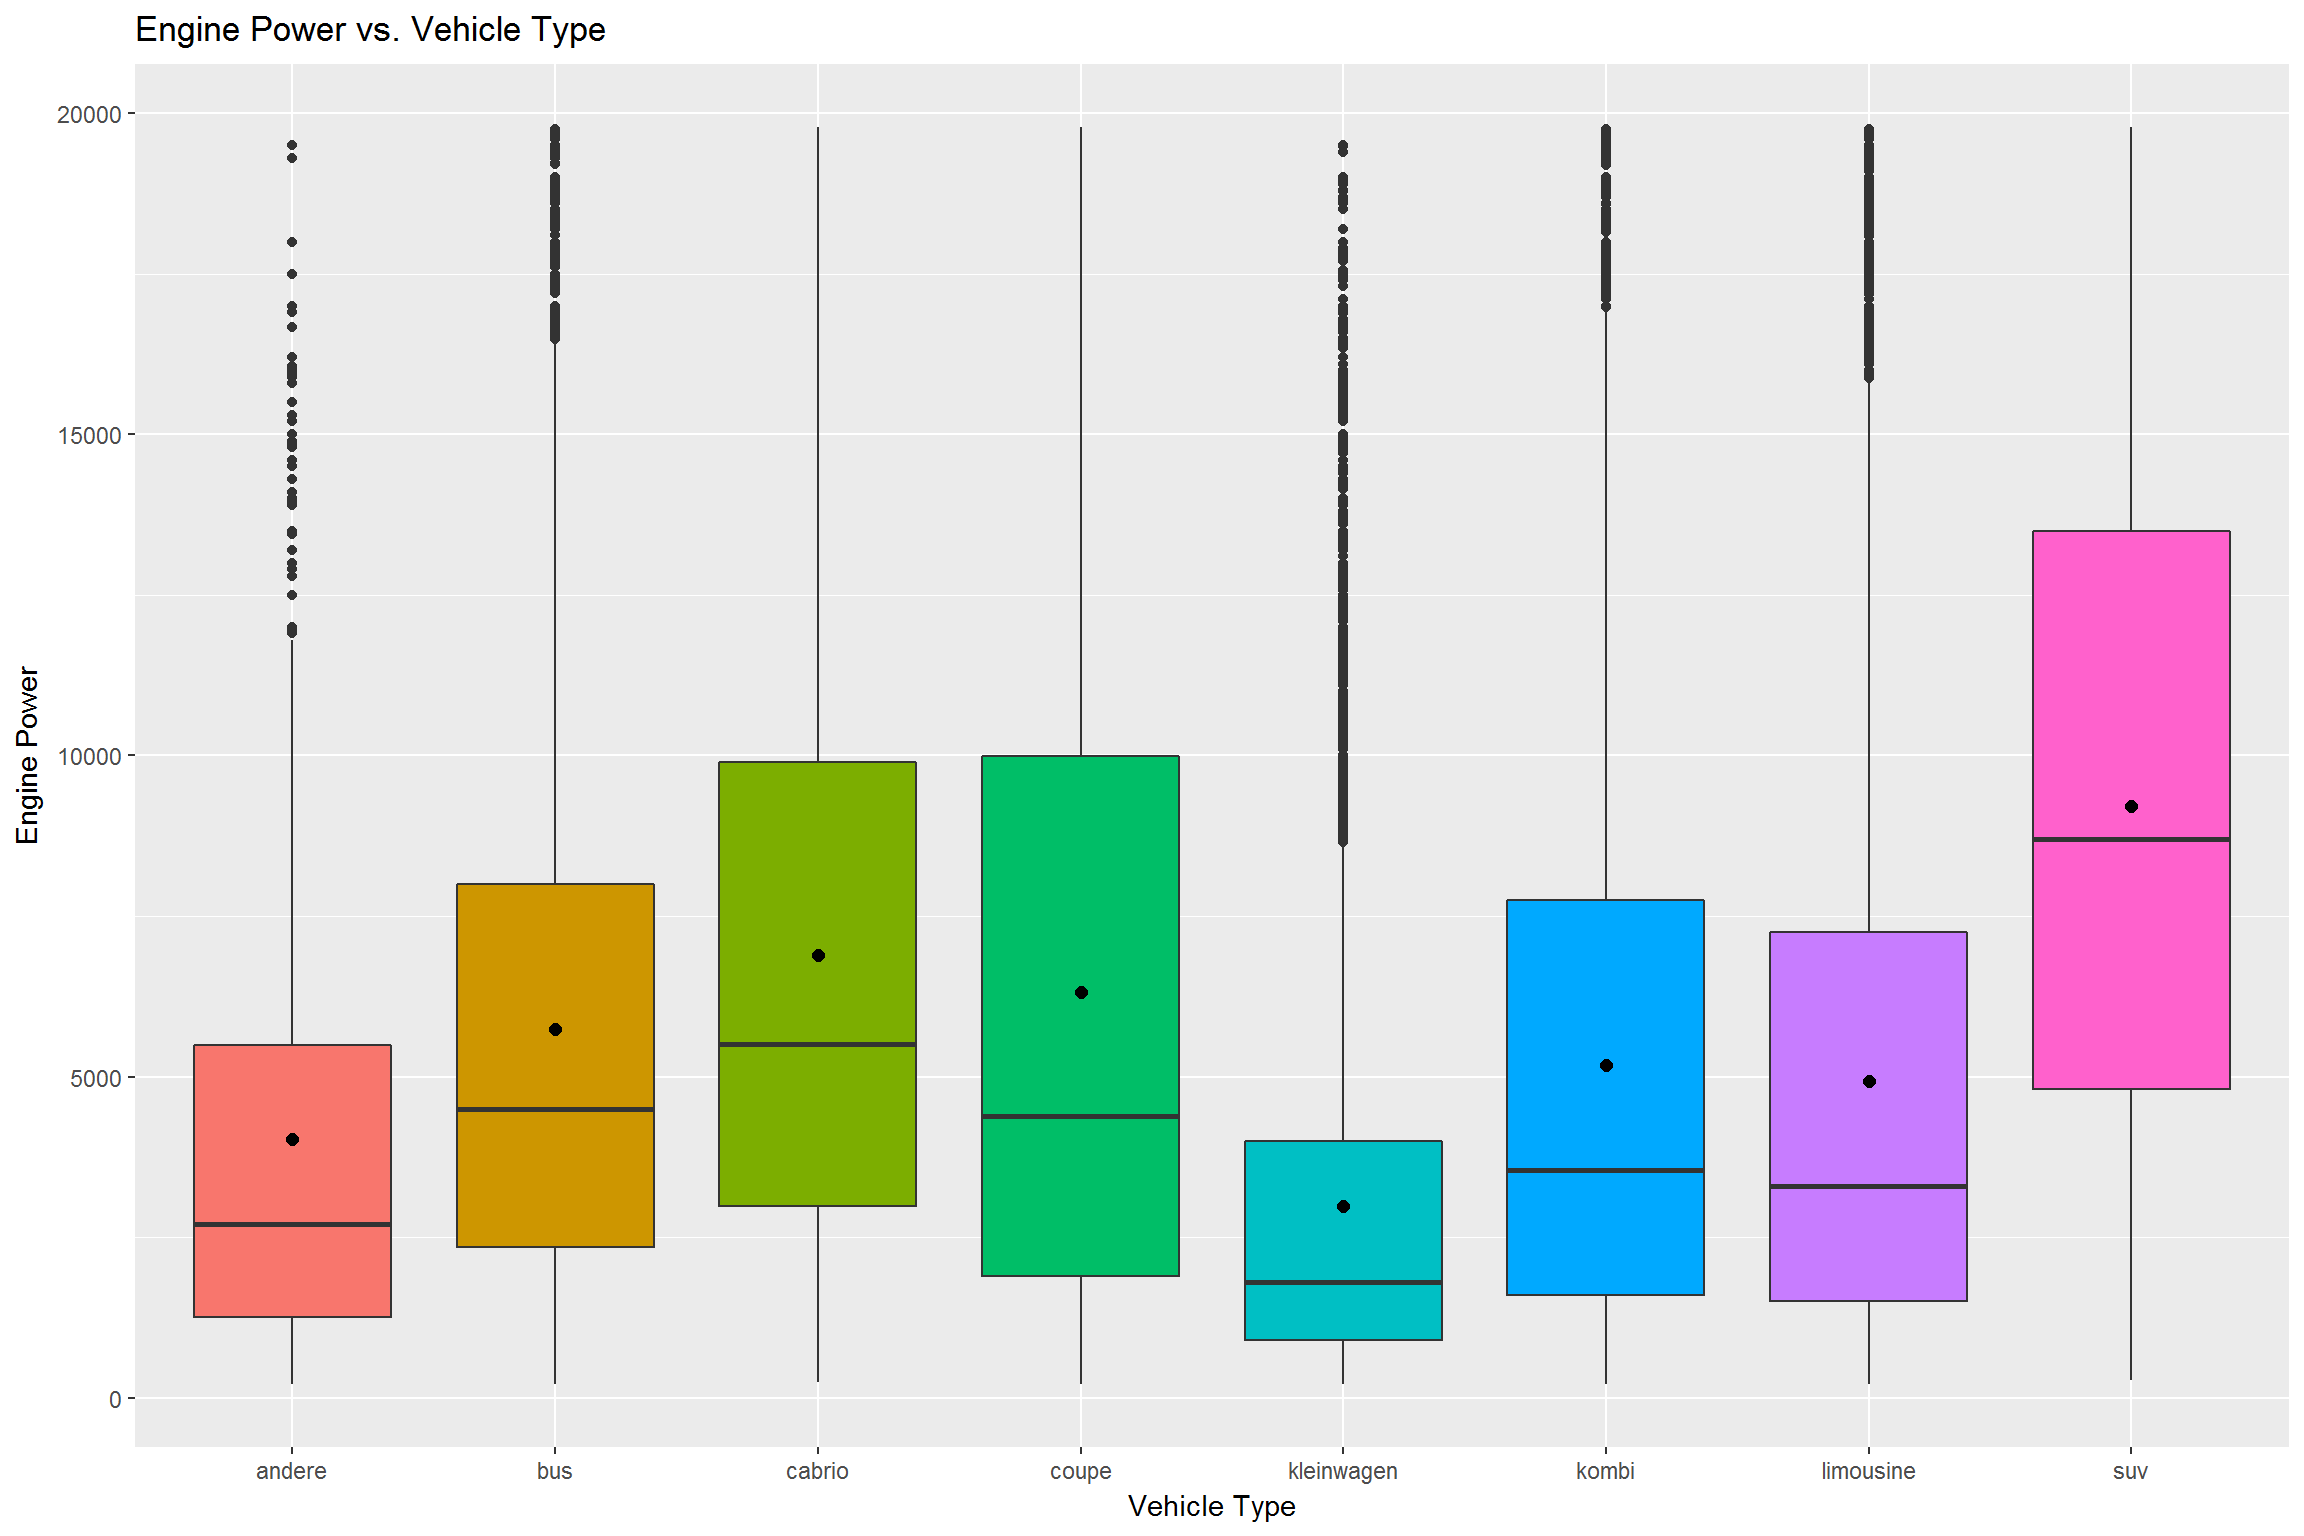 Engine Power vs. Vehicle Type
20000
15000
10000
5000
0
Engine Power
andere bus cabrio coupe kleinwagen kombi limousine suv
Vehicle Type